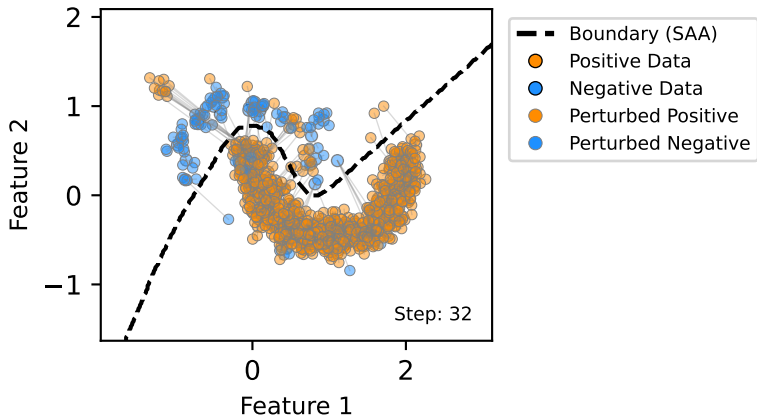 2
1
0
−1
0
2
Feature 2
Feature 1
Step: 32
Boundary (SAA)
Positive Data
Negative Data
Perturbed Positive
Perturbed Negative